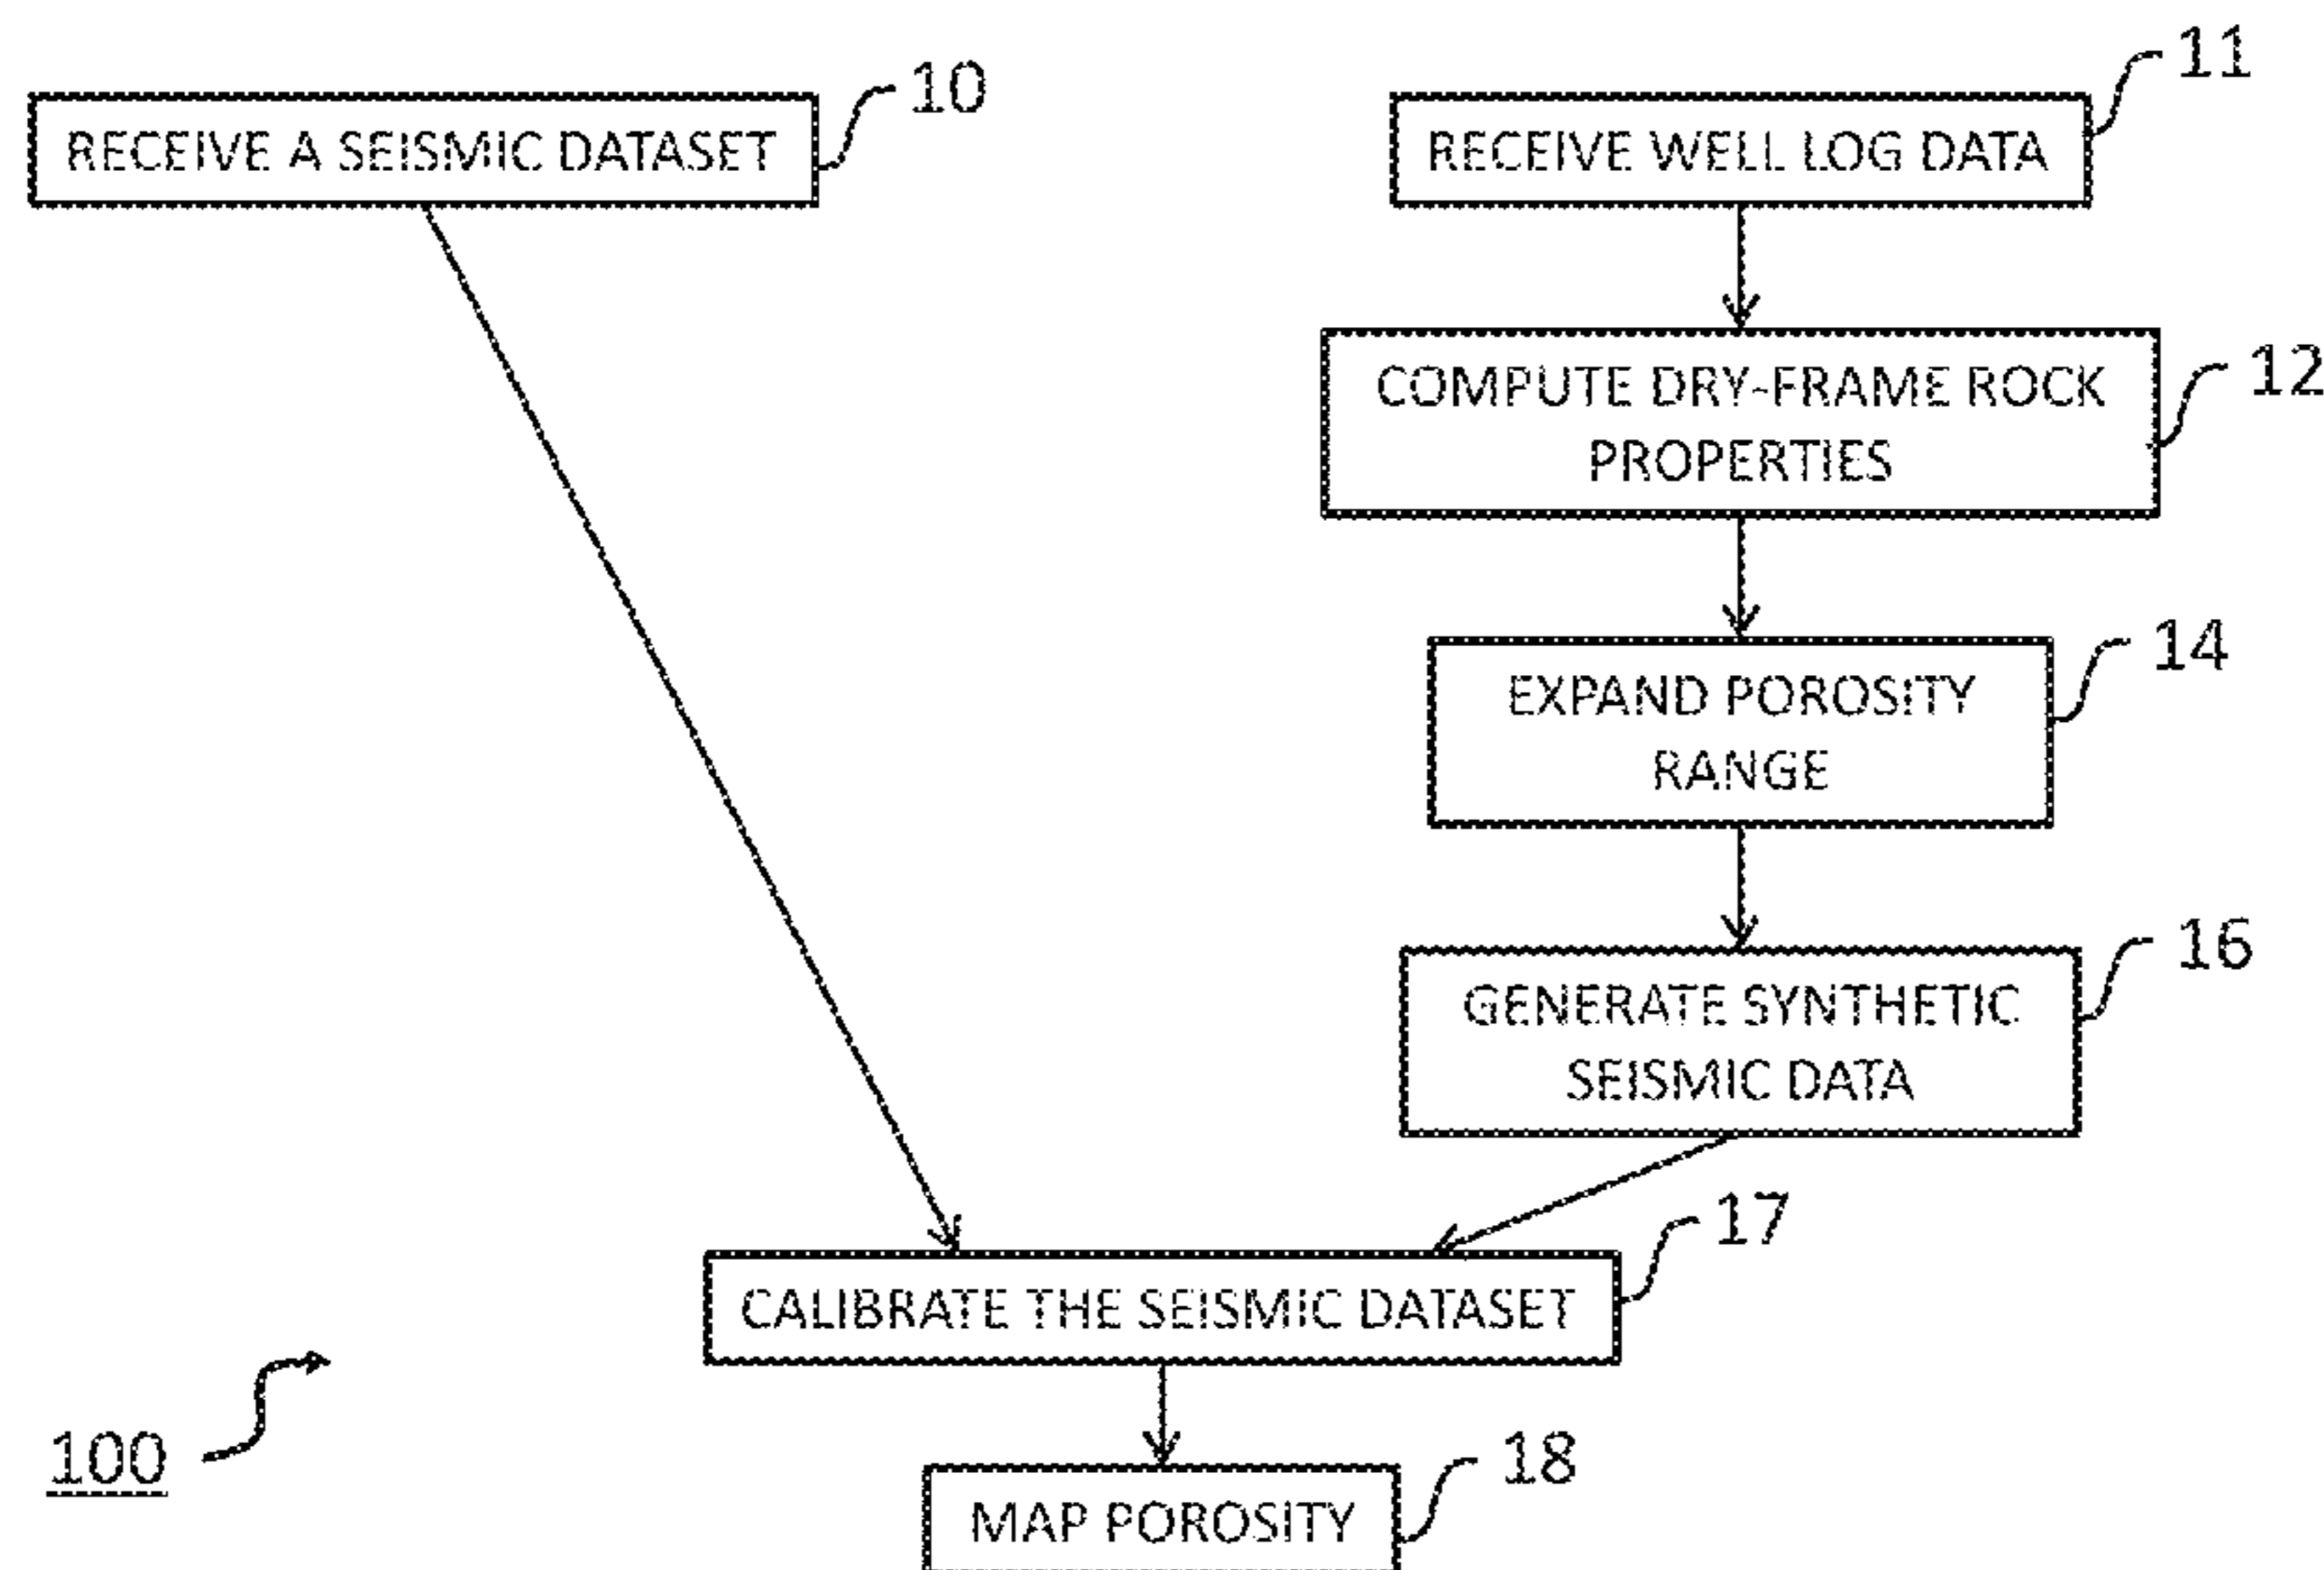 10
RECEIVE A SEISMIC DATASET
11
RECEIVE WELL LOG DATA
12
COMPUTE DRY-FRAME ROCK
PROPERTIES
14
EXPAND POROSITY
RANGE
16
GENERATE SYNTHETIC
SEISMIC DATA
17
CALIBRATE THE SEISMIC DATASET
100
18
MAP POROSITY